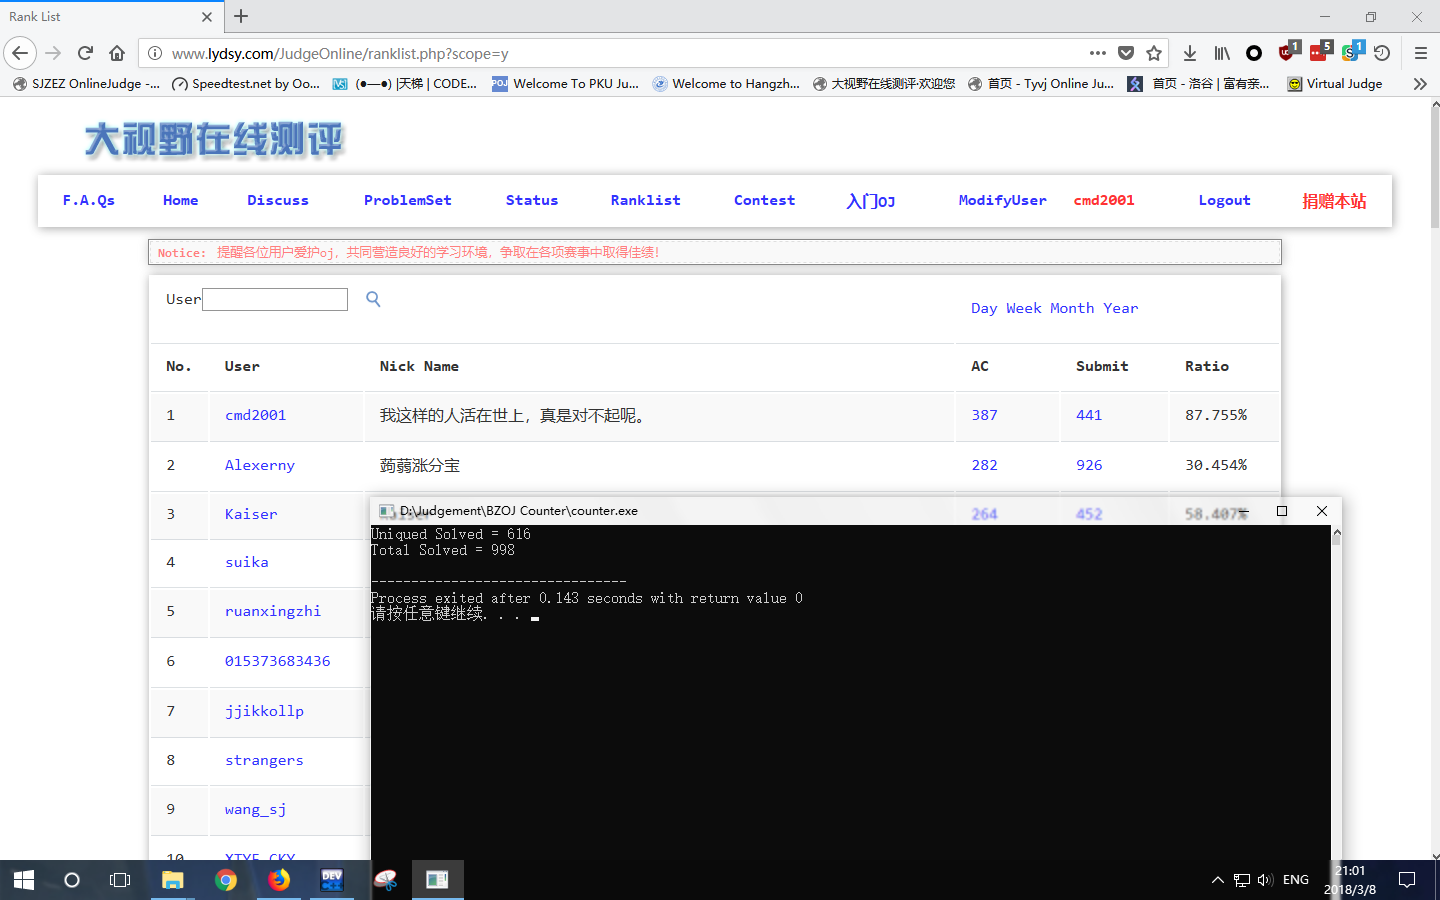 Rank List
www.lydsy.com/JudgeOnline/ranklist.php?scope=y
1 5 1
SJZEZ OnlineJudge -... Speedtest.net by Oo... (●—●) |天梯 | CODE... Welcome To PKU Ju... Welcome to Hangzh... 大视野在线测评·欢迎您 首页 - Tyvj Online Ju... 首页 - 洛谷 | 富有亲... Virtual Judge
大视野在线测评
F.A.Qs Home Discuss ProblemSet Status Ranklist Contest 入门OJ ModifyUser cmd2001 Logout 捐赠本站
Notice: 提醒各位用户爱护oj，共同营造良好的学习环境，争取在各项赛事中取得佳绩！
User Day Week Month Year
No. User Nick Name AC Submit Ratio
1 cmd2001 我这样的人活在世上，真是对不起呢。 387 441 87.755%
2 Alexerny 蒟蒻涨分宝 282 926 30.454%
3 Kaiser 264 452 58.407%
D:\Judgement\BZOJ Counter\counter.exe
Uniqued Solved = 616
Total Solved = 998
--------------------------------
Process exited after 0.143 seconds with return value 0
请按任意键继续. . .
4 suika
5 ruanxingzhi
6 015373683436
7 jjikkollp
8 strangers
9 wang_sj
10 XTYF_CKY
DEV
ENG
21:01
2018/3/8